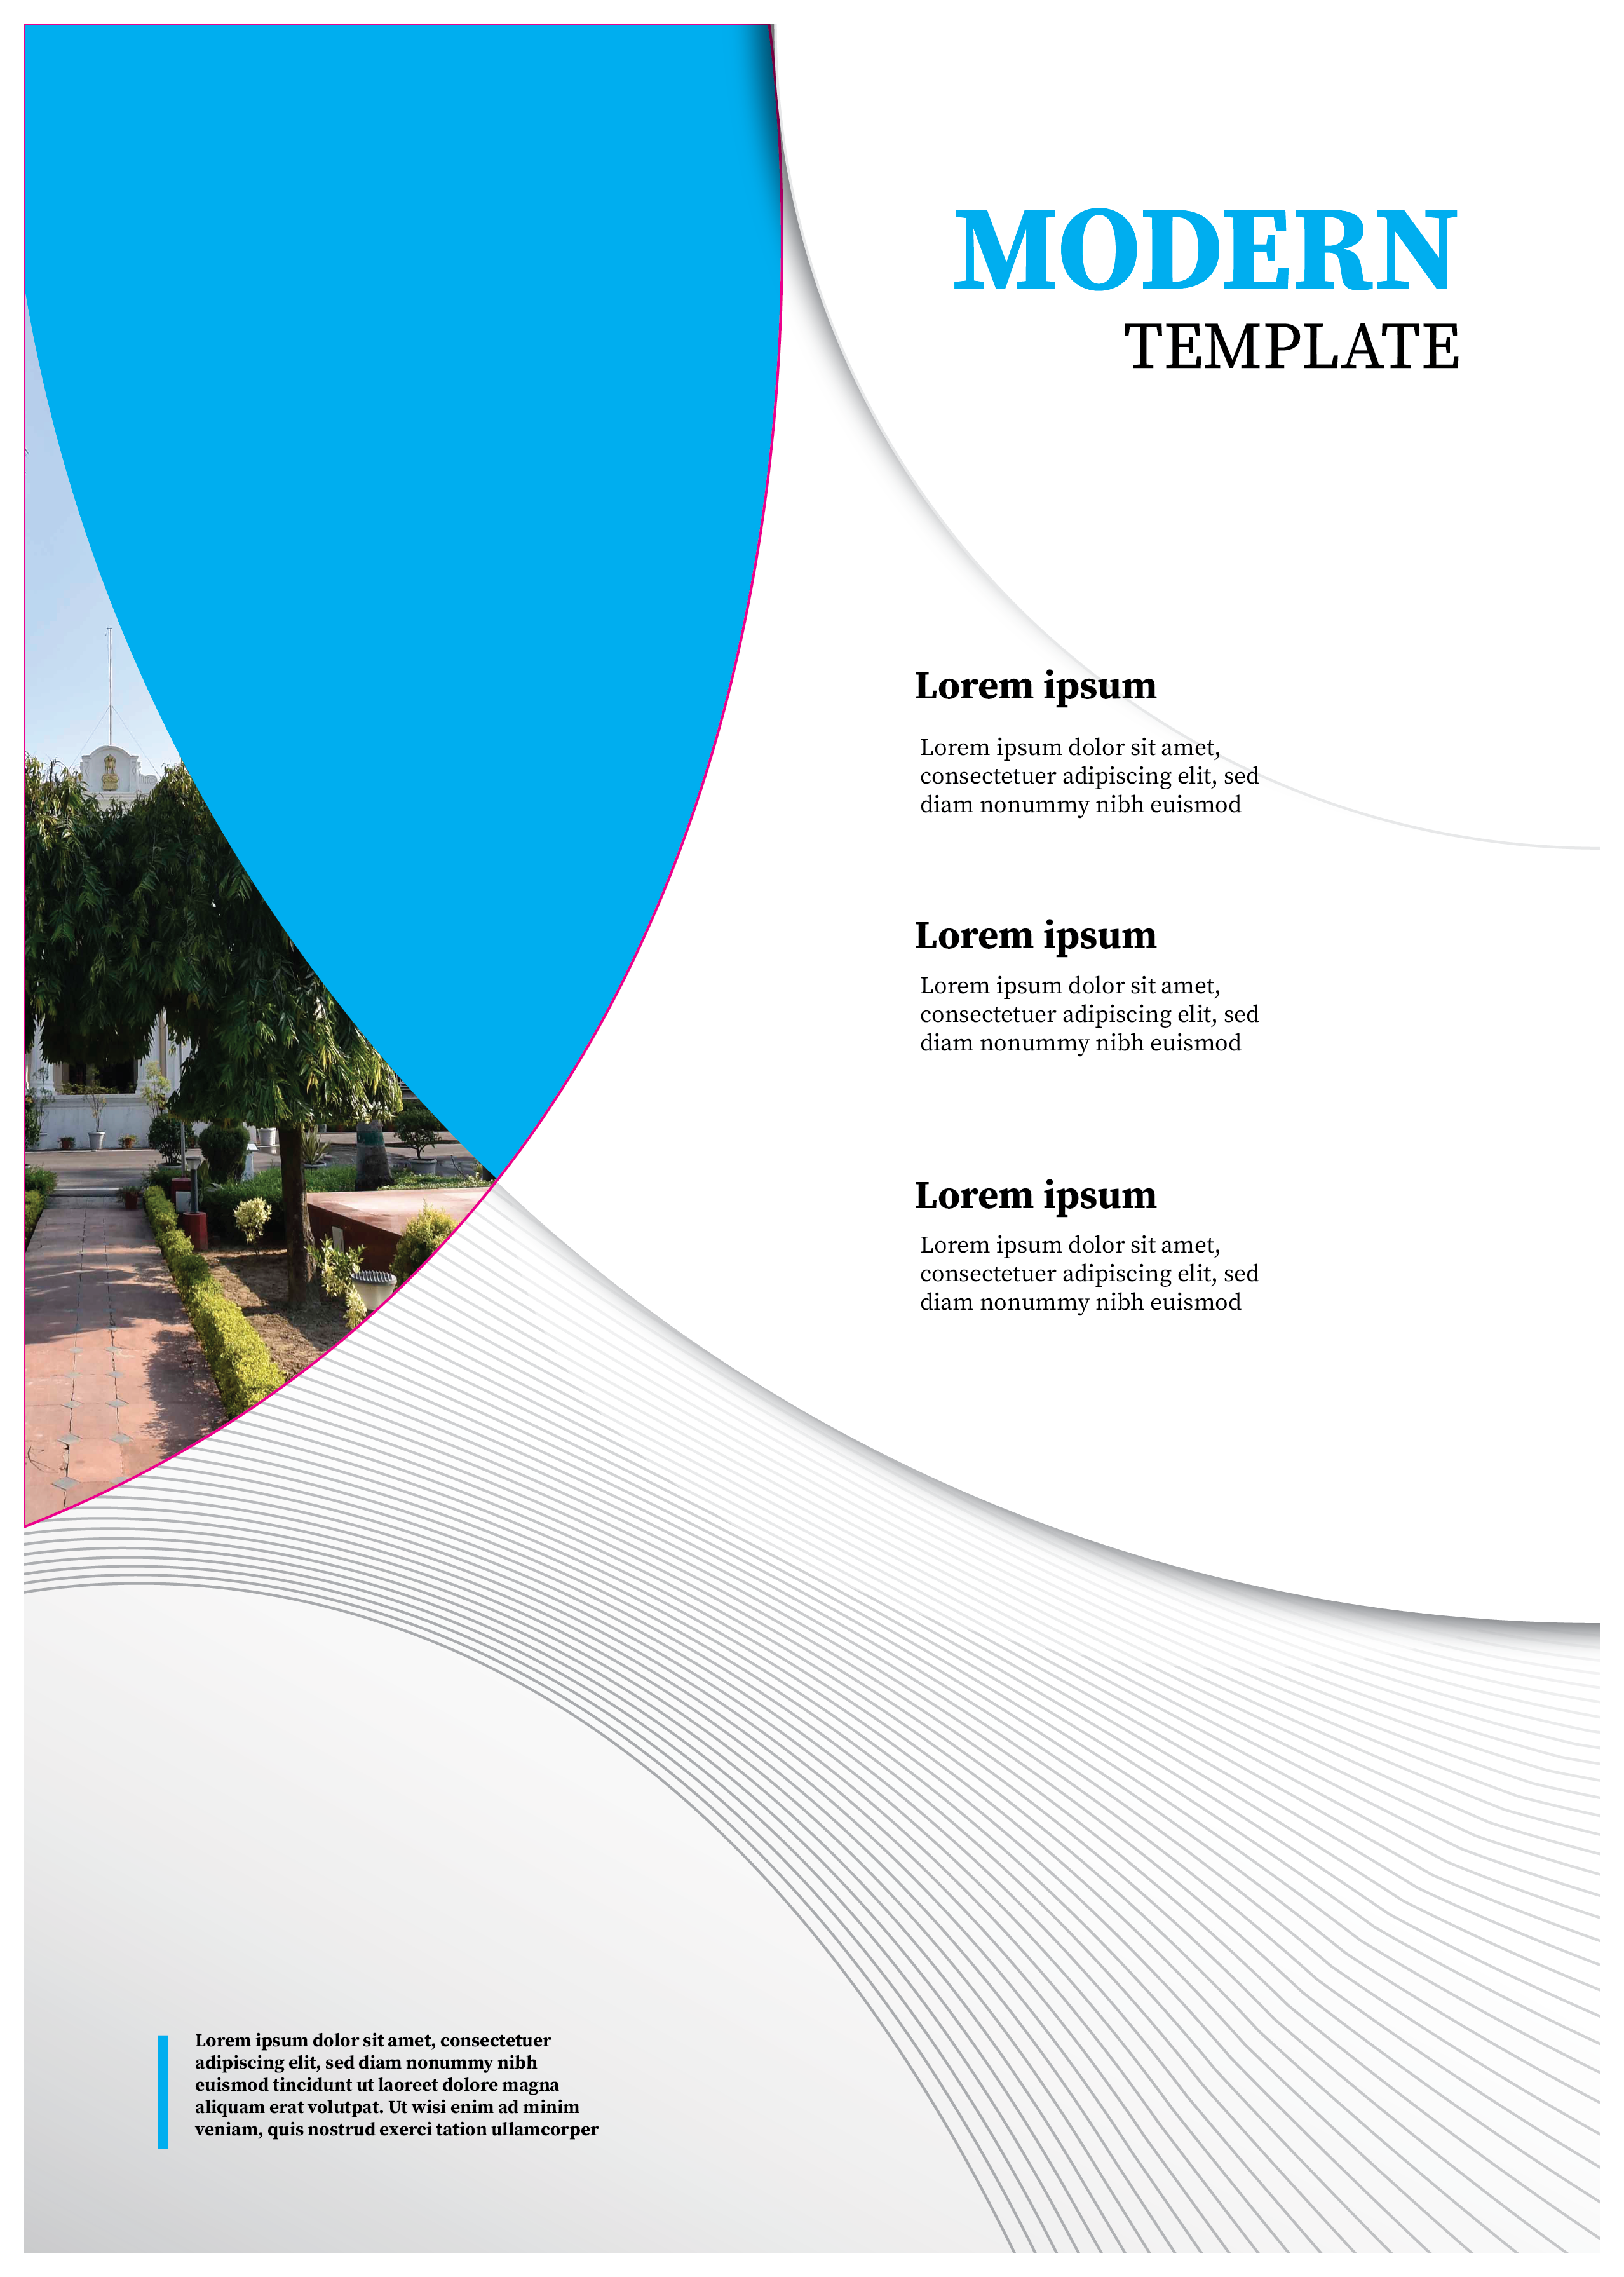 MODERN
TEMPLATE
Lorem ipsum
Lorem ipsum dolor sit amet,
consectetuer adipiscing elit, sed
diam nonummy nibh euismod
Lorem ipsum
Lorem ipsum dolor sit amet,
consectetuer adipiscing elit, sed
diam nonummy nibh euismod
Lorem ipsum
Lorem ipsum dolor sit amet,
consectetuer adipiscing elit, sed
diam nonummy nibh euismod
Lorem ipsum dolor sit amet, consectetuer
adipiscing elit, sed diam nonummy nibh
euismod tincidunt ut laoreet dolore magna
aliquam erat volutpat. Ut wisi enim ad minim
veniam, quis nostrud exerci tation ullamcorper